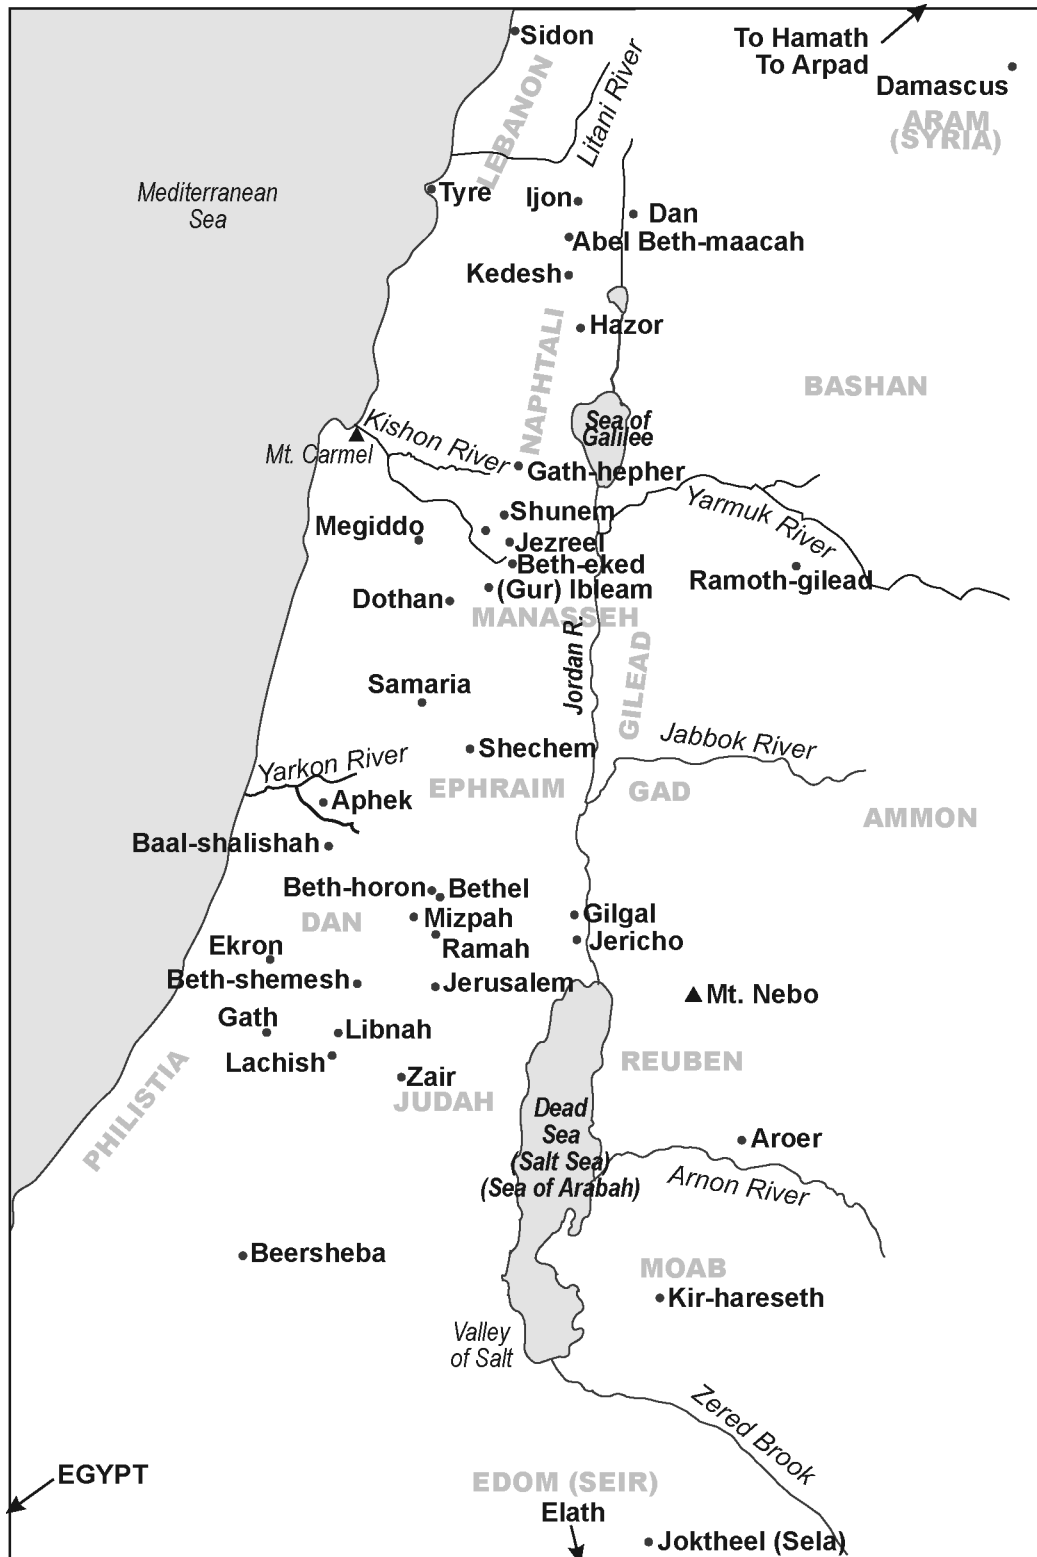 Sidon
To Hamath
To Arpad
Damascus
ARAM
(SYRIA)
LEBANON
Litani River
Mediterranean
Sea
Tyre
Ijon
Dan
Abel Beth-maacah
Kedesh
Hazor
NAPHTALI
BASHAN
Sea of
Galilee
Kishon River
Mt. Carmel
Gath-hepher
Yarmuk River
Shunem
Megiddo
Jezreel
Beth-eked
Ramoth-gilead
(Gur) Ibleam
Dothan
MANASSEH
Jordan R.
GILEAD
Samaria
Shechem
Jabbok River
Yarkon River
EPHRAIM
GAD
Aphek
AMMON
Baal-shalishah
Beth-horon
Bethel
DAN
Mizpah
Gilgal
Ekron
Ramah
Jericho
Beth-shemesh
Jerusalem
Mt. Nebo
Gath
Libnah
Lachish
REUBEN
Zair
JUDAH
PHILISTIA
Dead
Sea
(Salt Sea)
(Sea of Arabah)
Aroer
Arnon River
Beersheba
MOAB
Kir-hareseth
Valley
of Salt
Zered Brook
EGYPT
EDOM (SEIR)
Elath
Joktheel (Sela)